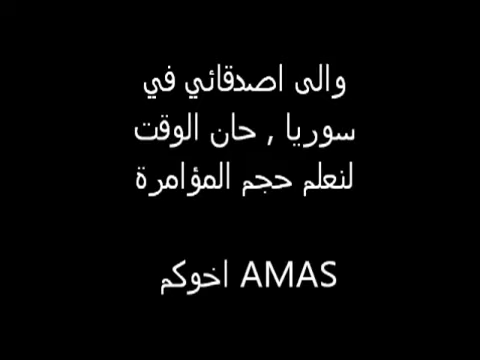 والى اصدقائي في
سوريا , حان الوقت
لنعلم حجم المؤامرة
اخوكم AMAS